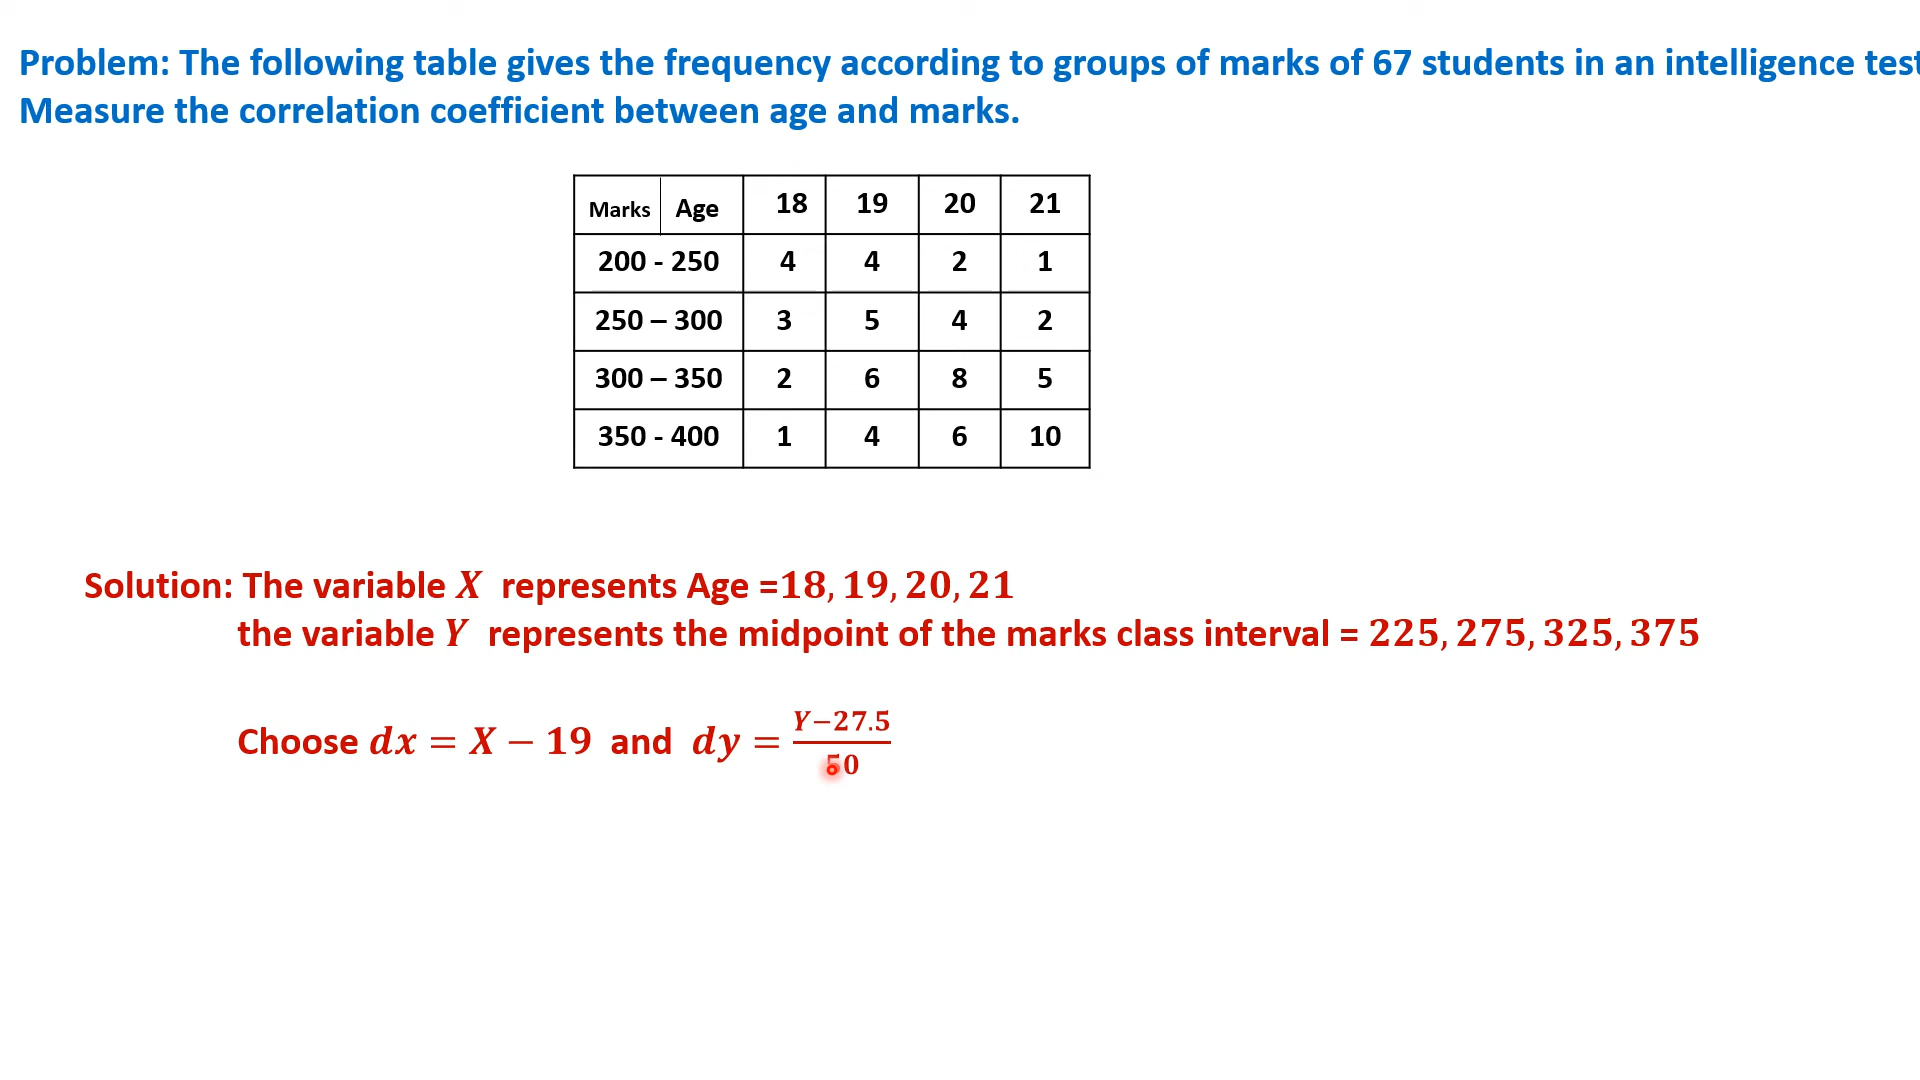 Problem: The following table gives the frequency according to groups of marks of 67 students in an intelligence test
Measure the correlation coefficient between age and marks.
Marks Age 18 19 20 21
200 - 250 4 4 2 1
250 – 300 3 5 4 2
300 – 350 2 6 8 5
350 - 400 1 4 6 10
Solution: The variable X represents Age =18, 19, 20, 21
the variable Y represents the midpoint of the marks class interval = 225, 275, 325, 375
Choose dx = X − 19 and dy = Y−27.5/50